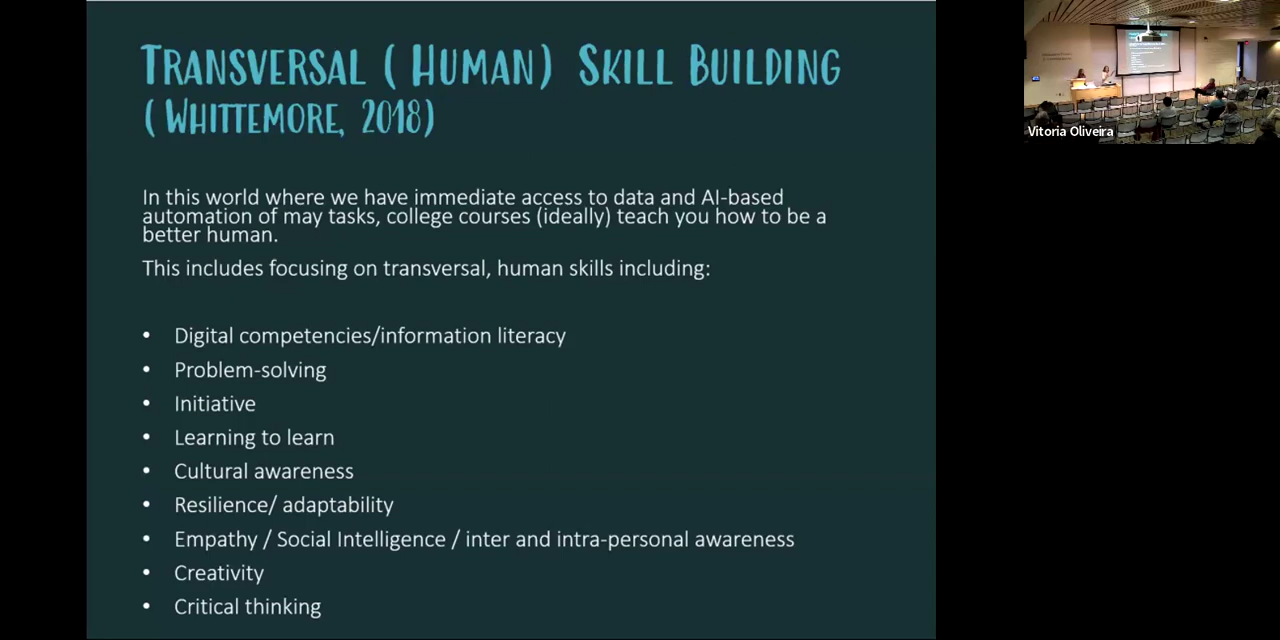 TRANSVERSAL ( HUMAN) SKILL BUILDING
( WHITTEMORE, 2018)
In this world where we have immediate access to data and AI-based
automation of may tasks, college courses (ideally) teach you how to be a
better human.
This includes focusing on transversal, human skills including:
• Digital competencies/information literacy
• Problem-solving
• Initiative
• Learning to learn
• Cultural awareness
• Resilience/ adaptability
• Empathy / Social Intelligence / inter and intra-personal awareness
• Creativity
• Critical thinking
Vitoria Oliveira